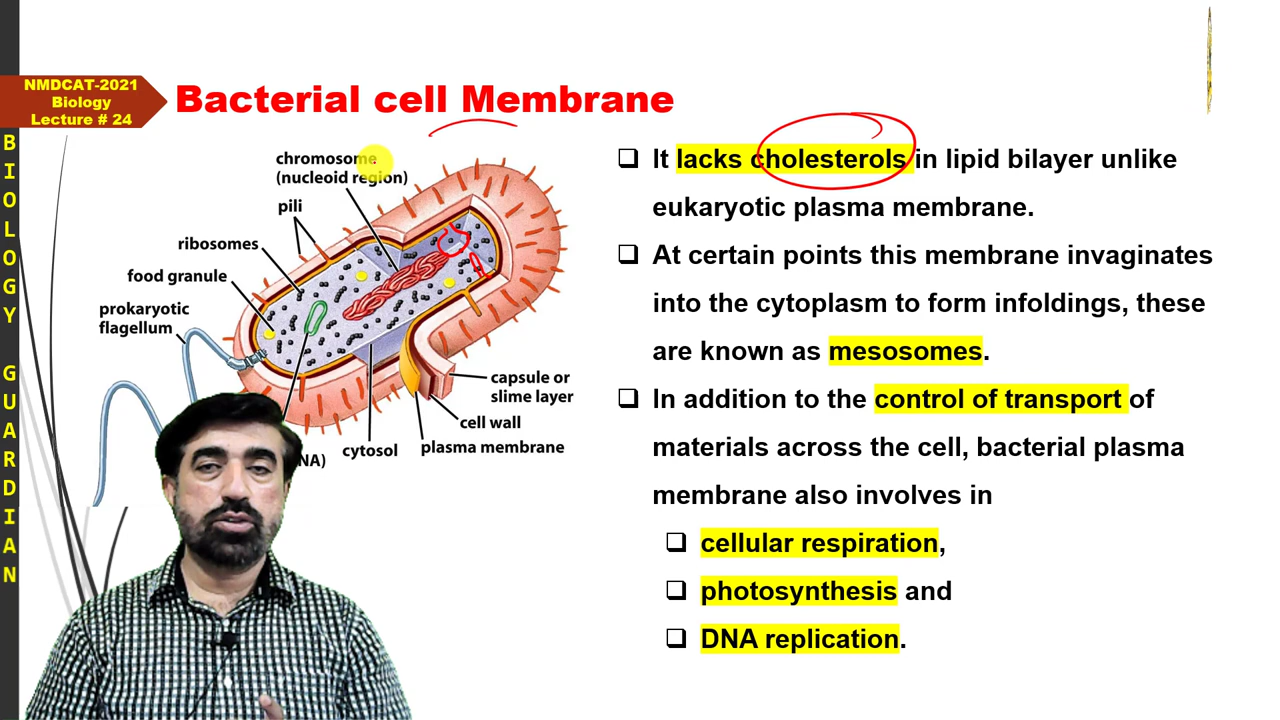 NMDCAT-2021
Biology
Lecture # 24
BIOLOGY GUARDIAN
Bacterial cell Membrane
chromosome
(nucleoid region)
pili
ribosomes
food granule
prokaryotic
flagellum
capsule or
slime layer
cell wall
plasma membrane
cytosol
NA)
It lacks cholesterols in lipid bilayer unlike
eukaryotic plasma membrane.
At certain points this membrane invaginates
into the cytoplasm to form infoldings, these
are known as mesosomes.
In addition to the control of transport of
materials across the cell, bacterial plasma
membrane also involves in
cellular respiration,
photosynthesis and
DNA replication.